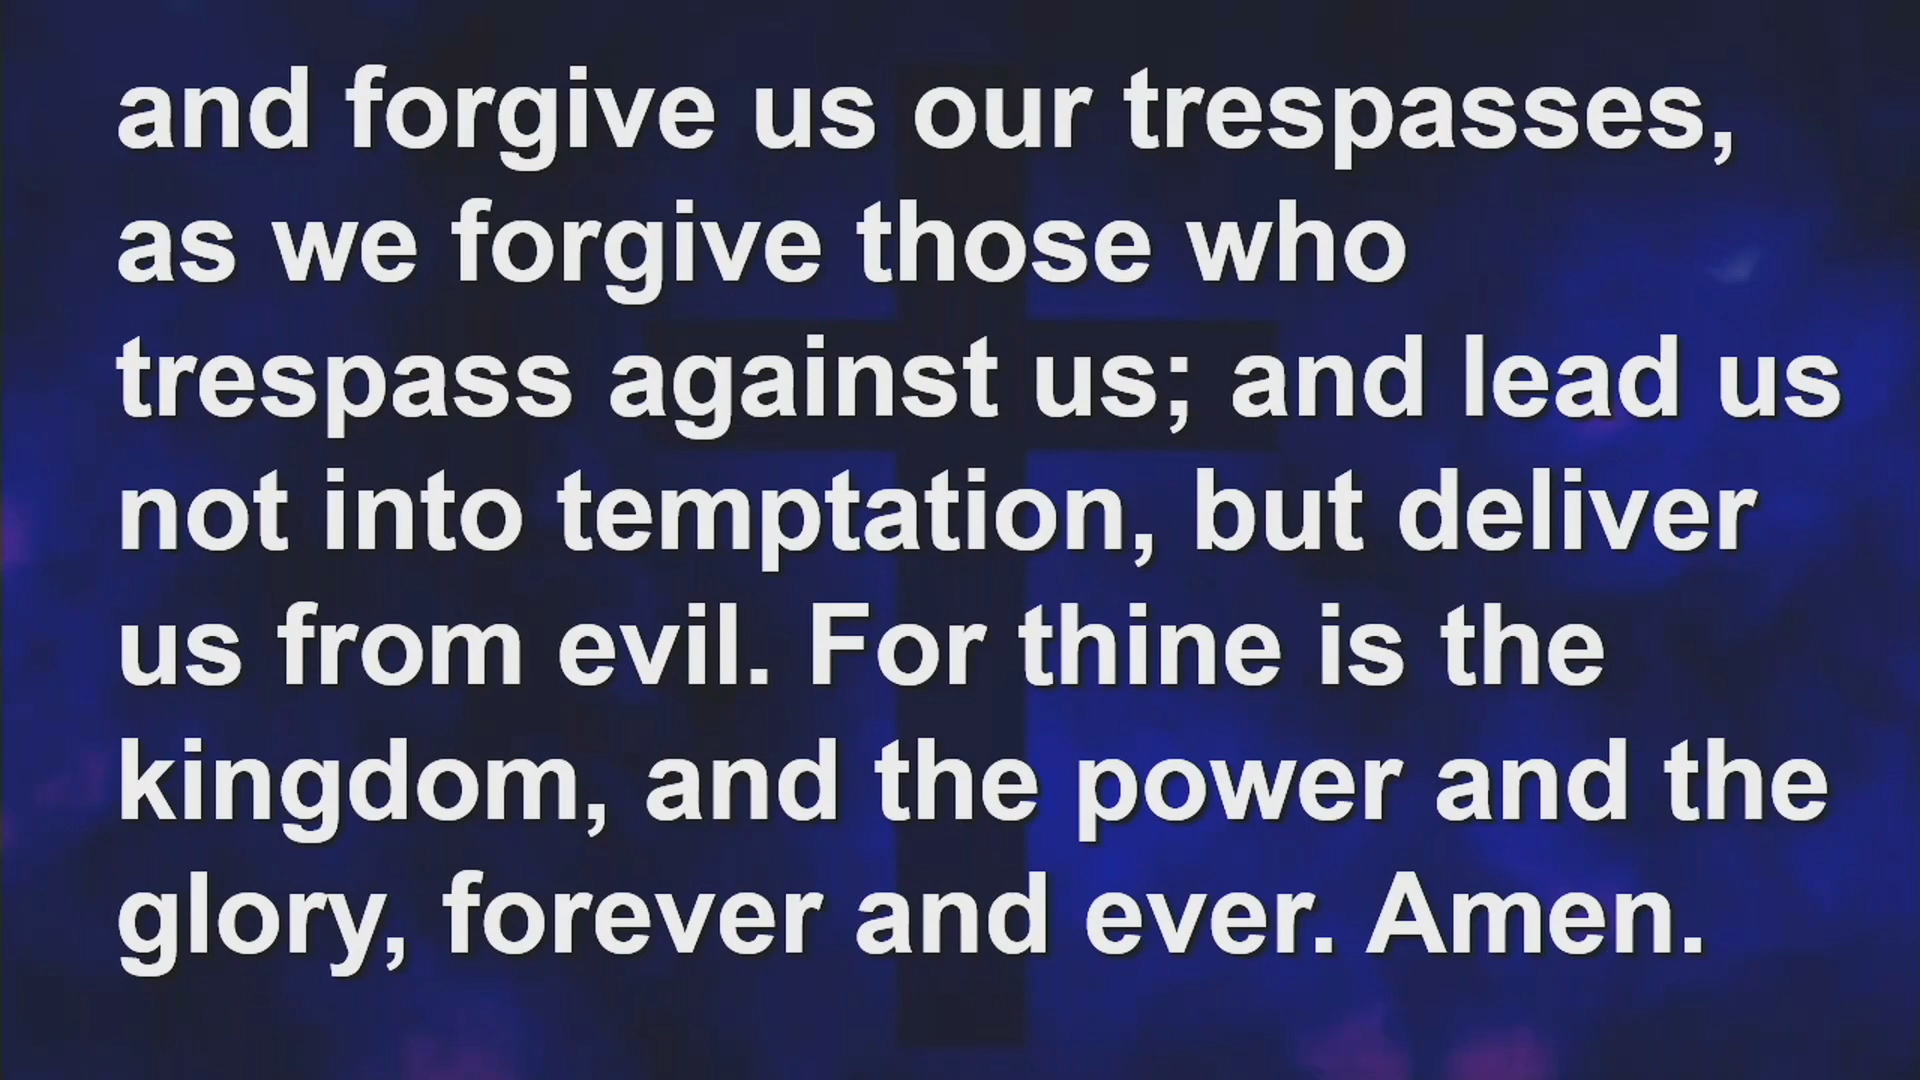 and forgive us our trespasses,
as we forgive those who
trespass against us; and lead us
not into temptation, but deliver
us from evil. For thine is the
kingdom, and the power and the
glory, forever and ever. Amen.